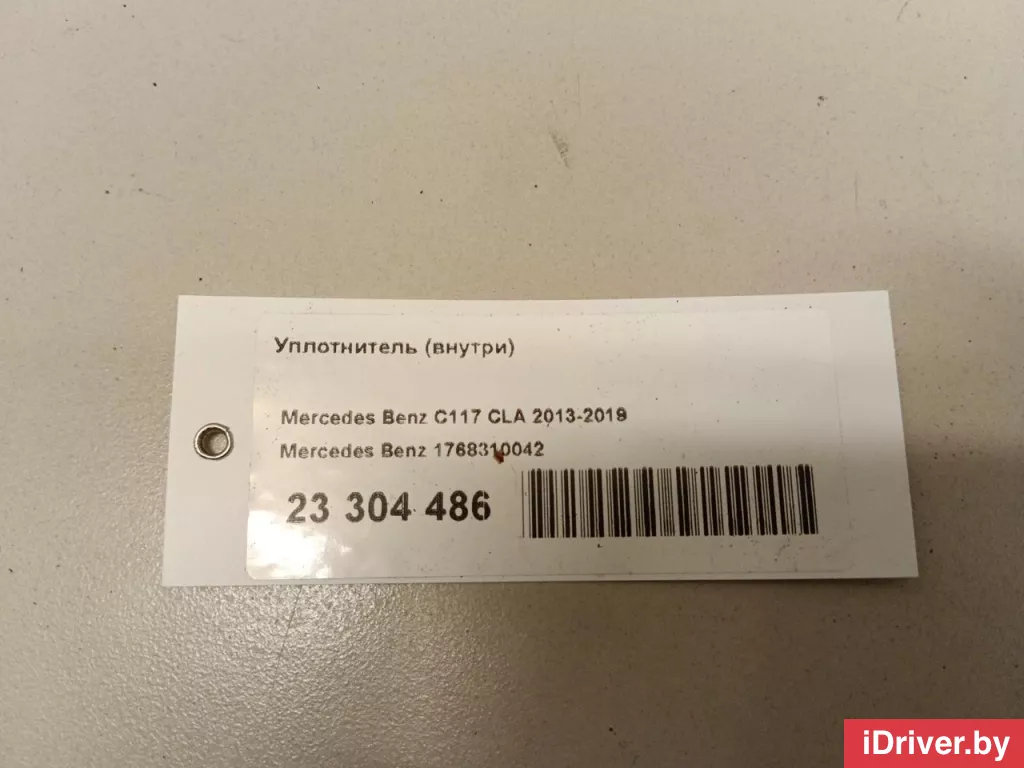 Уплотнитель (внутри)
Mercedes Benz C117 CLA 2013-2019
Mercedes Benz 1768310042
23 304 486
iDriver.by